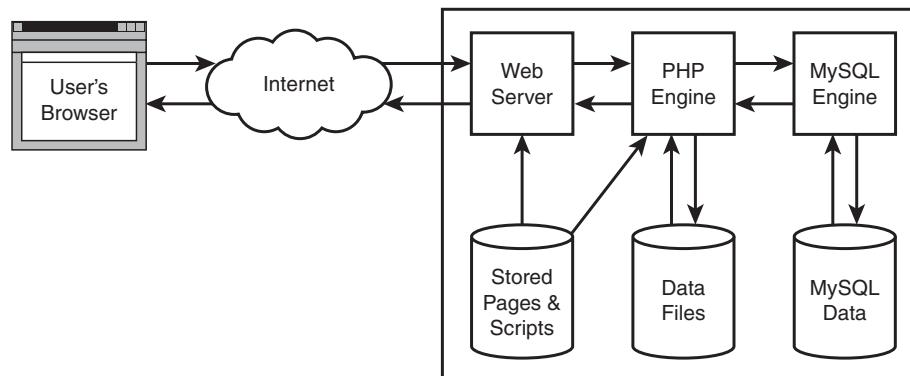 User's
Browser
Internet
Web
Server
PHP
Engine
MySQL
Engine
Stored
Pages &
Scripts
Data
Files
MySQL
Data